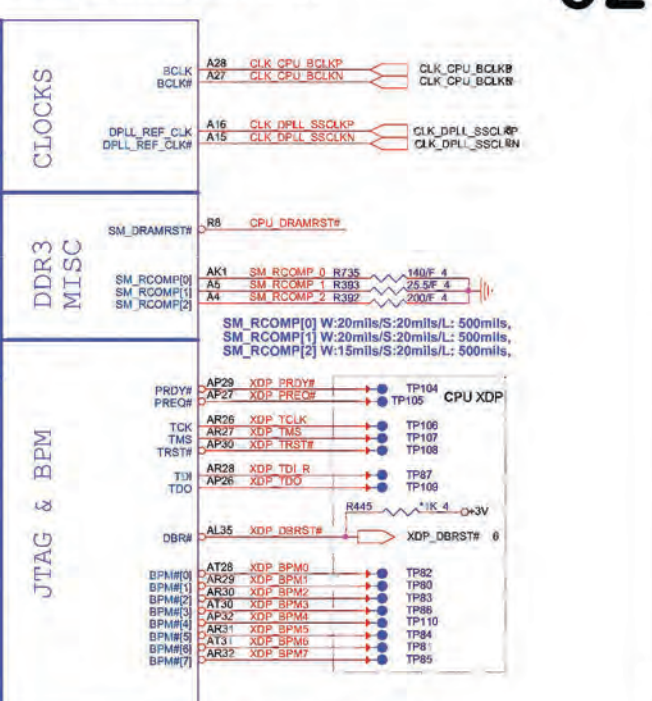 02
CLOCKS
BCLK A28 CLK_CPU_BCLKP CLK_CPU_BCLKP
BCLK# A27 CLK_CPU_BCLKN CLK_CPU_BCLKN
DPLL_REF_CLK A16 CLK_DPLL_SSCLKP CLK_DPLL_SSCLKP
DPLL_REF_CLK# A15 CLK_DPLL_SSCLKN CLK_DPLL_SSCLKN
DDR3
MISC
SM_DRAMRST# R8 CPU_DRAMRST#
SM_RCOMP[0] AK1 SM_RCOMP_0 R735 140/F_4
SM_RCOMP[1] A5 SM_RCOMP_1 R393 25.5/F_4
SM_RCOMP[2] A4 SM_RCOMP_2 R392 200/F_4
SM_RCOMP[0] W:20mils/S:20mils/L: 500mils,
SM_RCOMP[1] W:20mils/S:20mils/L: 500mils,
SM_RCOMP[2] W:15mils/S:20mils/L: 500mils,
JTAG & BPM
CPU XDP
PRDY# AP29 XDP_PRDY# TP104
PREQ# AP27 XDP_PREQ# TP105
TCK AR26 XDP_TCLK TP106
TMS AR27 XDP_TMS TP107
TRST# AP30 XDP_TRST# TP108
TDI AR28 XDP_TDI_R TP87
TDO AP26 XDP_TDO TP109
R445 *1K_4 +3V
DBR# AL35 XDP_DBRST# XDP_DBRST# 6
BPM#[0] AT28 XDP_BPM0 TP82
BPM#[1] AR29 XDP_BPM1 TP80
BPM#[2] AR30 XDP_BPM2 TP83
BPM#[3] AT30 XDP_BPM3 TP86
BPM#[4] AP32 XDP_BPM4 TP110
BPM#[5] AR31 XDP_BPM5 TP84
BPM#[6] AT31 XDP_BPM6 TP81
BPM#[7] AR32 XDP_BPM7 TP85